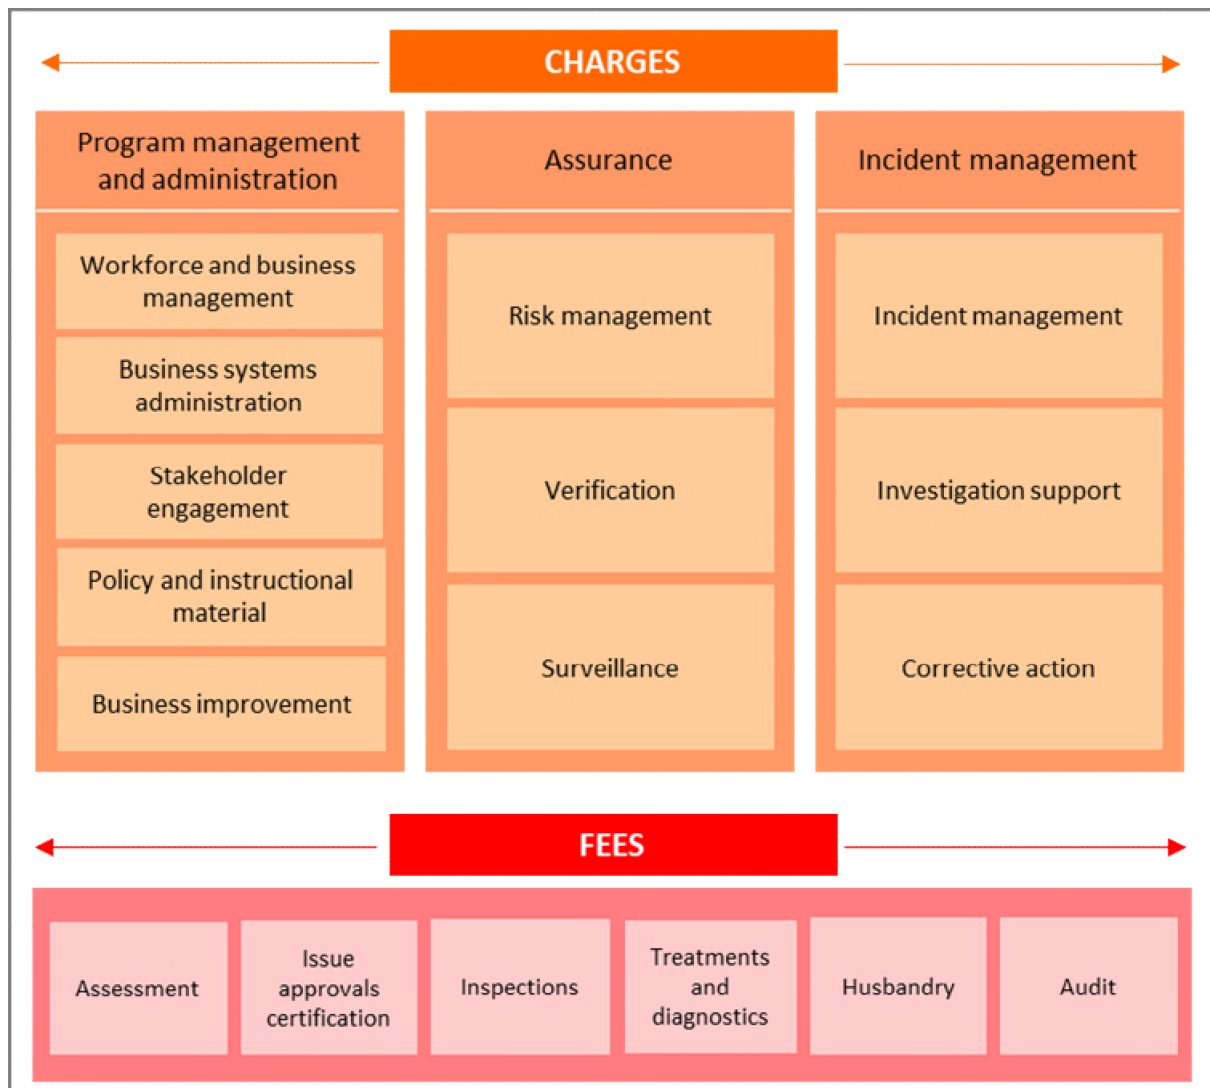 CHARGES
Program management
and administration
Workforce and business
management
Business systems
administration
Stakeholder
engagement
Policy and instructional
material
Business improvement
Assurance
Risk management
Verification
Surveillance
Incident management
Incident management
Investigation support
Corrective action
FEES
Assessment
Issue
approvals
certification
Inspections
Treatments
and
diagnostics
Husbandry
Audit